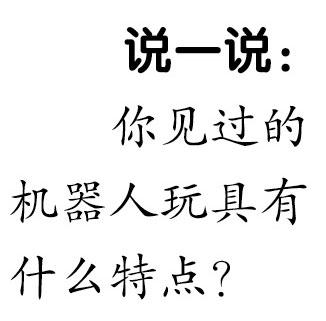 说一说：
你见过的
机器人玩具有
什么特点？